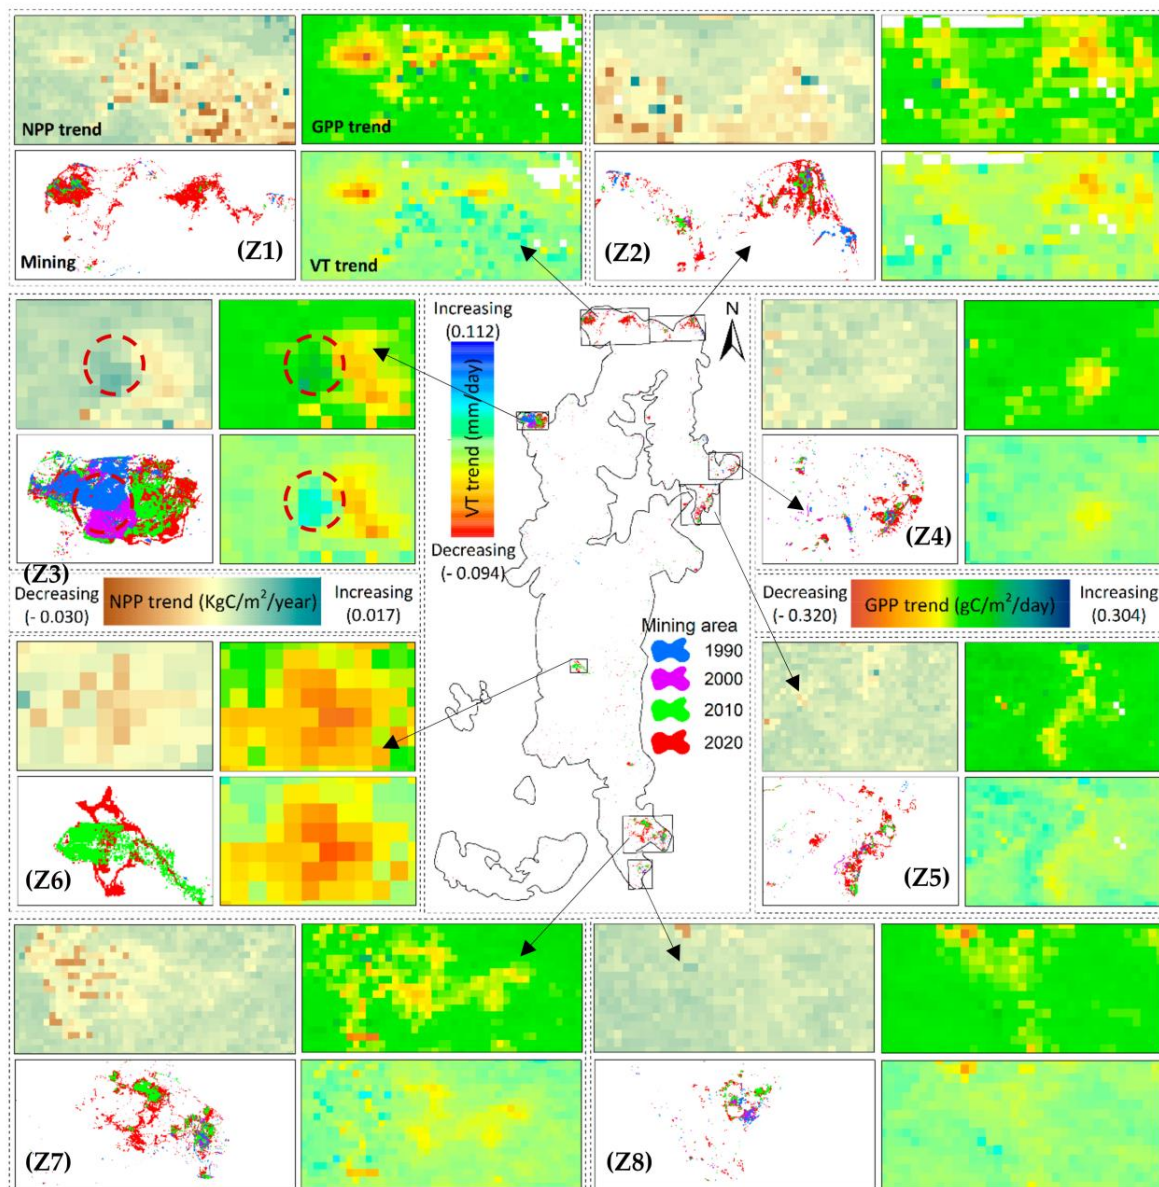 NPP trend
GPP trend
Mining
(Z1)
VT trend
(Z2)
Increasing
(0.112)
VT trend (mm/day)
Decreasing
(- 0.094)
N
(Z3)
(Z4)
Decreasing
(- 0.030)
NPP trend (KgC/m²/year)
Increasing
(0.017)
Decreasing
(- 0.320)
GPP trend (gC/m²/day)
Increasing
(0.304)
Mining area
1990
2000
2010
2020
(Z6)
(Z5)
(Z7)
(Z8)